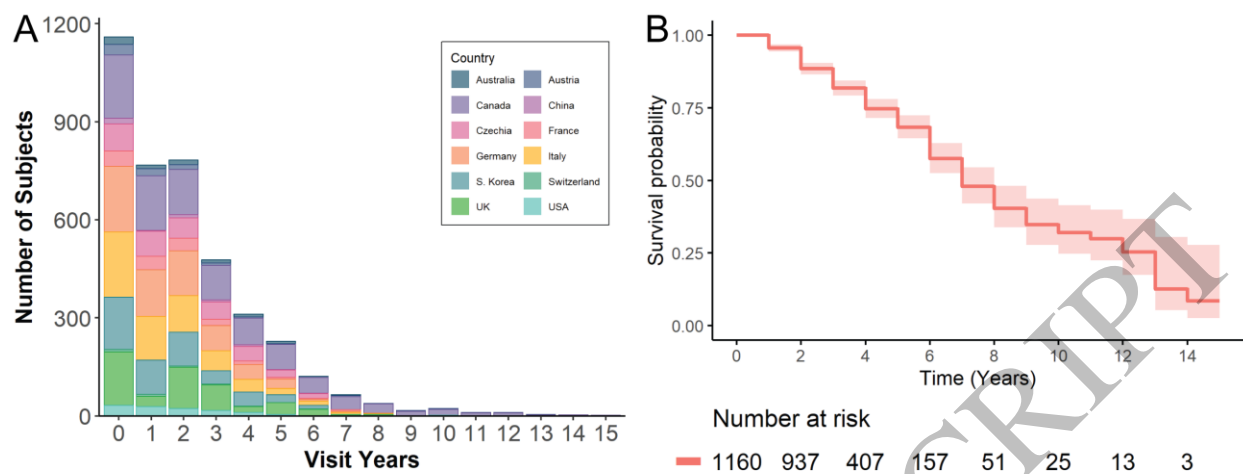 A
Number of Subjects
1200
900
600
300
0
0 1 2 3 4 5 6 7 8 9 10 11 12 13 14 15
Visit Years
Country
Australia Austria
Canada China
Czechia France
Germany Italy
S. Korea Switzerland
UK USA
B
Survival probability
1.00
0.75
0.50
0.25
0.00
0 2 4 6 8 10 12 14
Time (Years)
Number at risk
1160 937 407 157 51 25 13 3
CRIPT